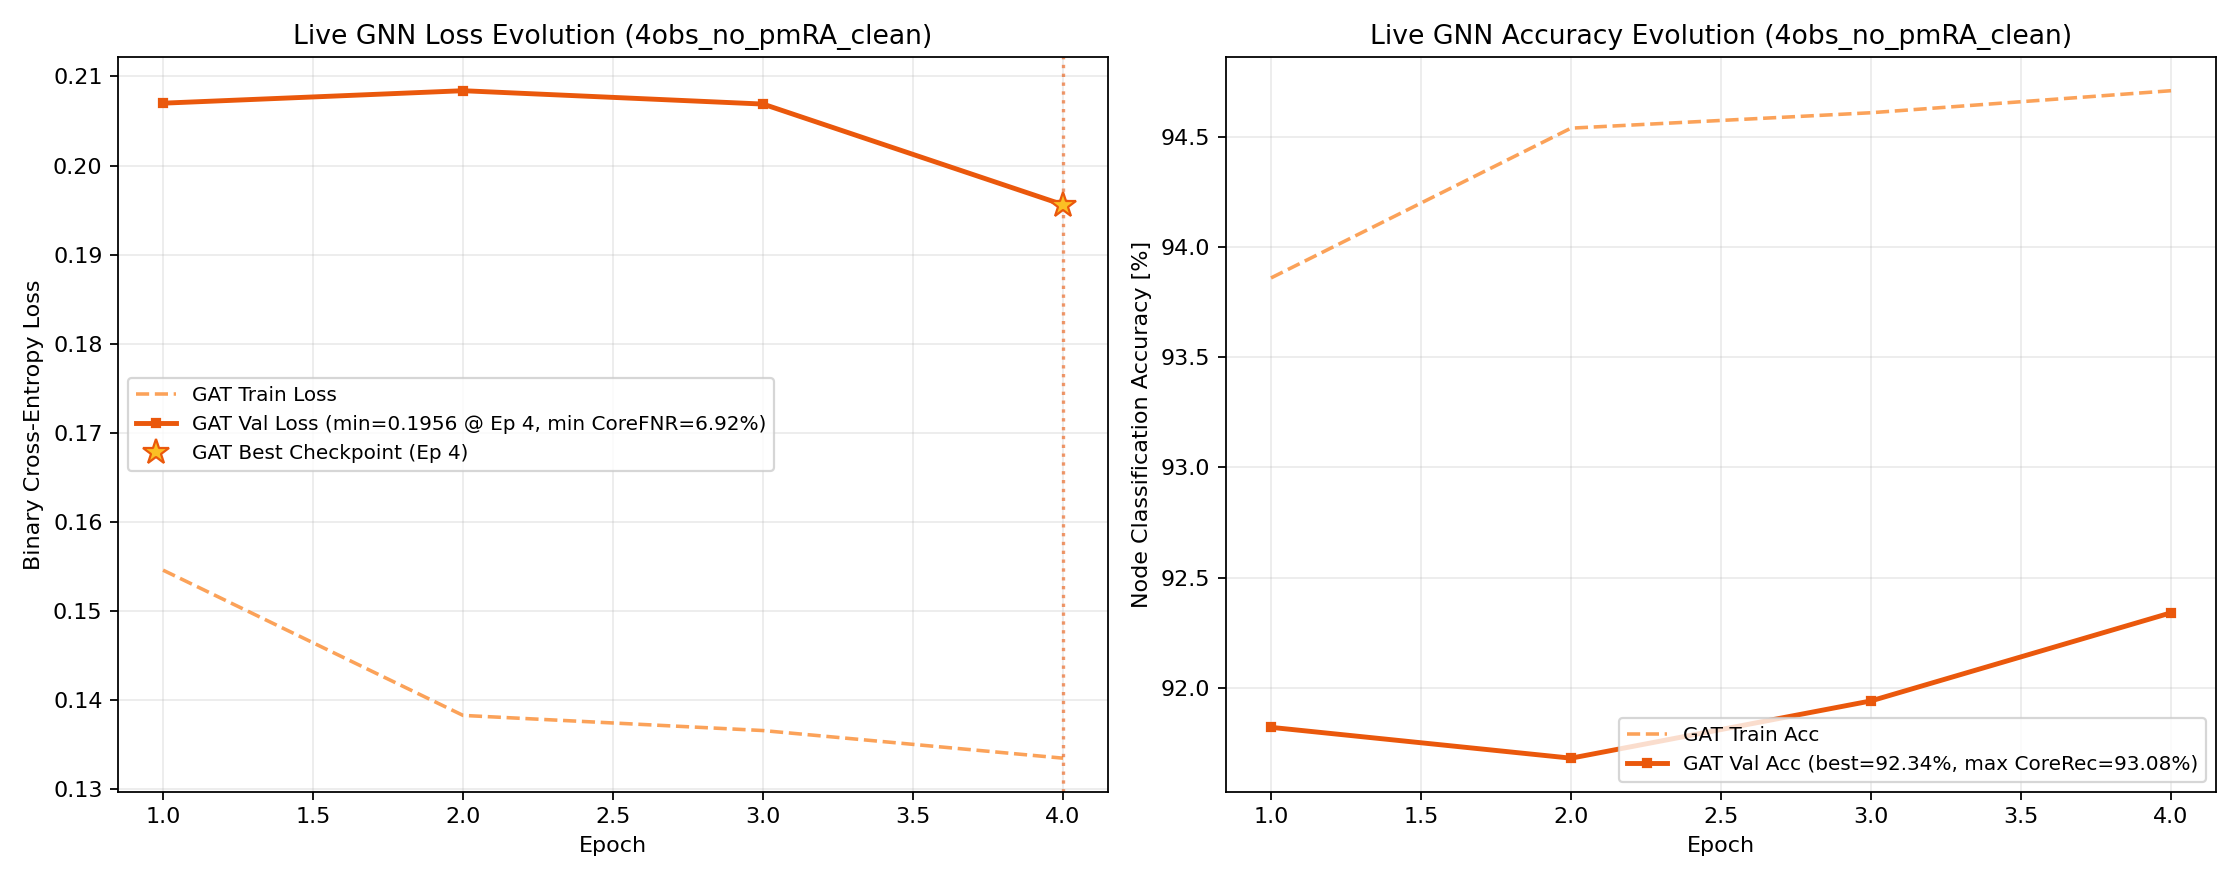 Live GNN Loss Evolution (4obs_no_pmRA_clean)
Binary Cross-Entropy Loss
0.21
0.20
0.19
0.18
0.17
0.16
0.15
0.14
0.13
GAT Train Loss
GAT Val Loss (min=0.1956 @ Ep 4, min CoreFNR=6.92%)
GAT Best Checkpoint (Ep 4)
1.0 1.5 2.0 2.5 3.0 3.5 4.0
Epoch
Live GNN Accuracy Evolution (4obs_no_pmRA_clean)
Node Classification Accuracy [%]
94.5
94.0
93.5
93.0
92.5
92.0
GAT Train Acc
GAT Val Acc (best=92.34%, max CoreRec=93.08%)
1.0 1.5 2.0 2.5 3.0 3.5 4.0
Epoch